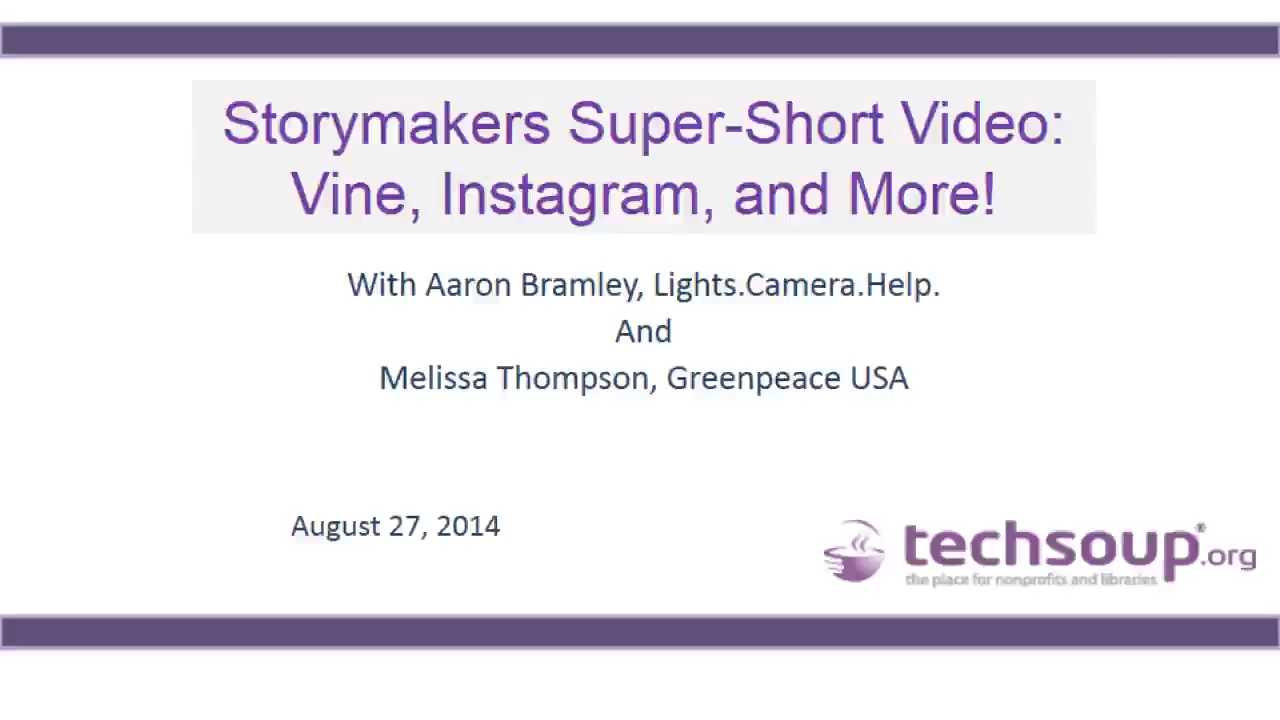 Storymakers Super-Short Video:
Vine, Instagram, and More!
With Aaron Bramley, Lights.Camera.Help.
And
Melissa Thompson, Greenpeace USA
August 27, 2014
techsoup®.org
the place for nonprofits and libraries